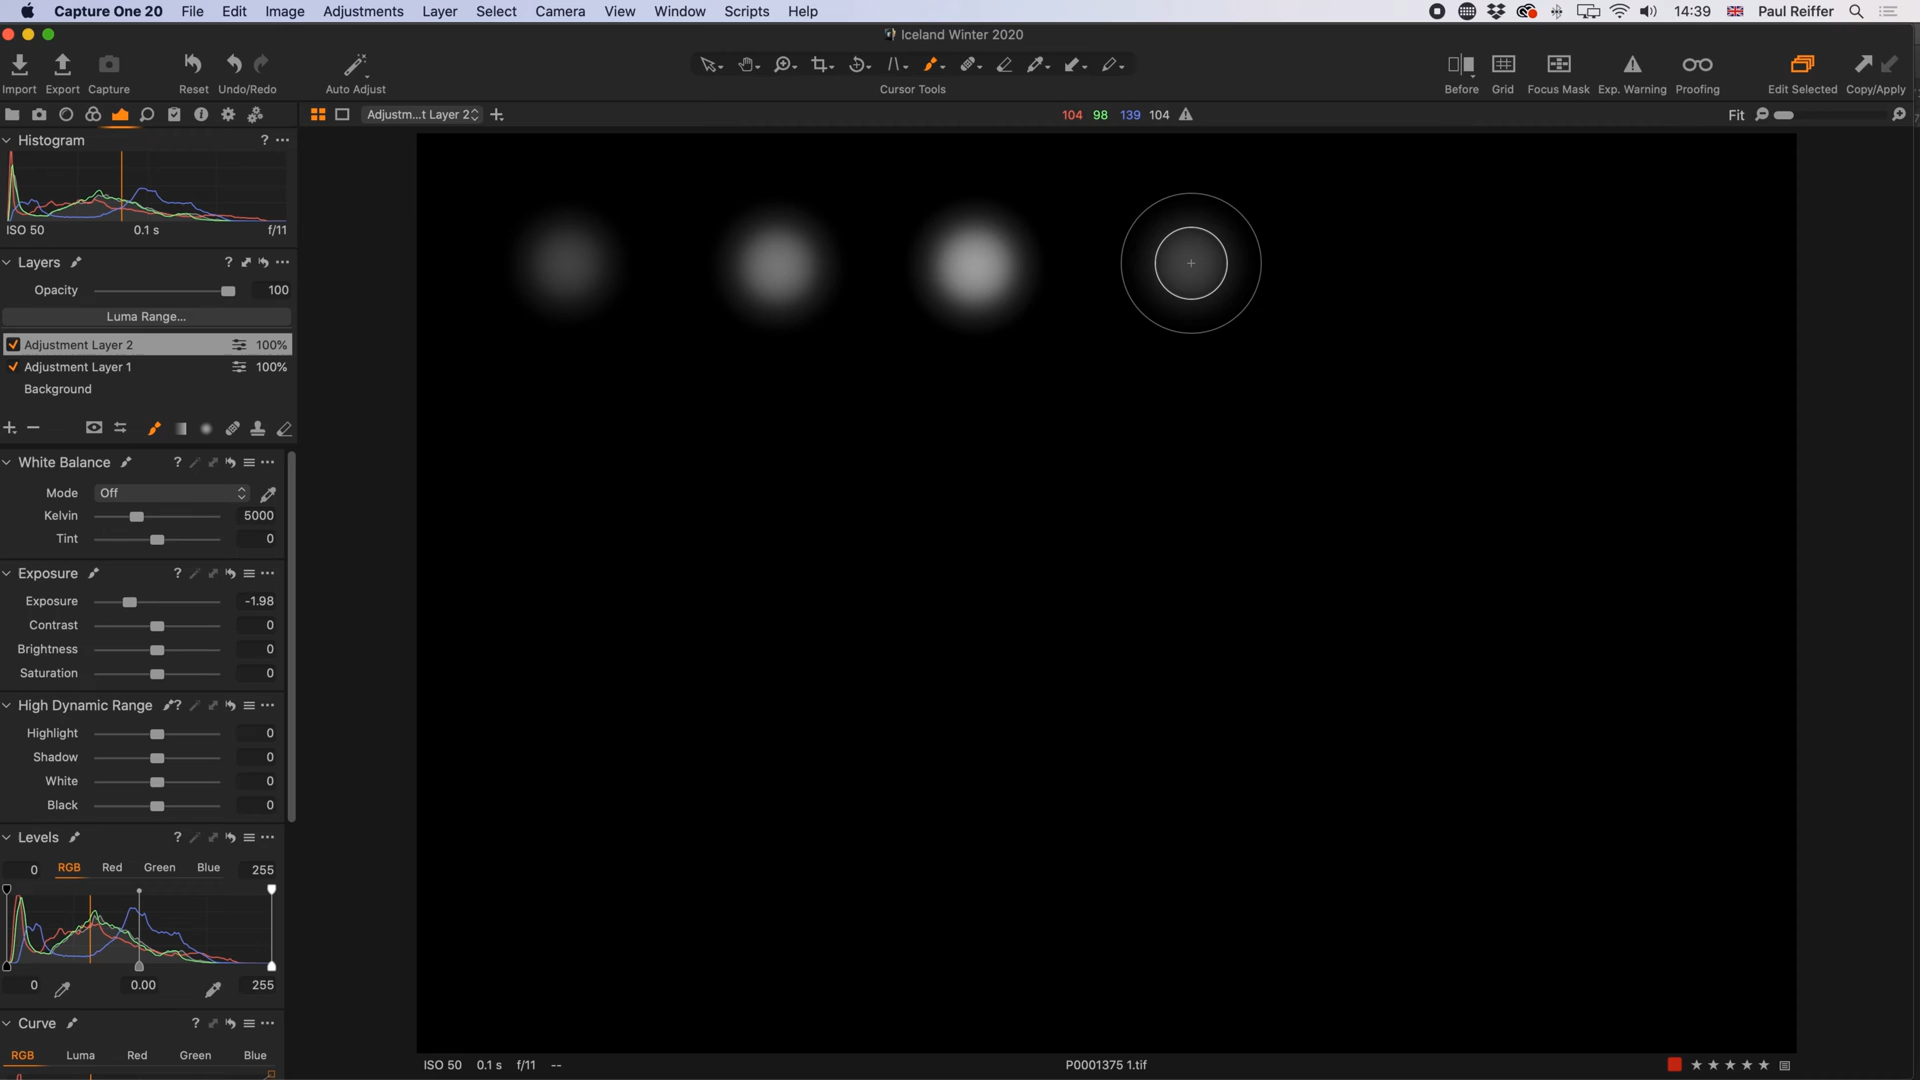 Capture One 20 File Edit Image Adjustments Layer Select Camera View Window Scripts Help 14:39 Paul Reiffer
Iceland Winter 2020
Import Export Capture Reset Undo/Redo Auto Adjust Cursor Tools Before Grid Focus Mask Exp. Warning Proofing Edit Selected Copy/Apply
Adjustm...t Layer 2 104 98 139 104 Fit
Histogram ?
ISO 50 0.1 s f/11
Layers ?
Opacity 100
Luma Range...
Adjustment Layer 2 100%
Adjustment Layer 1 100%
Background
White Balance ?
Mode Off
Kelvin 5000
Tint 0
Exposure ?
Exposure -1.98
Contrast 0
Brightness 0
Saturation 0
High Dynamic Range ?
Highlight 0
Shadow 0
White 0
Black 0
Levels ?
0 RGB Red Green Blue 255
0 0.00 255
Curve ?
RGB Luma Red Green Blue
ISO 50 0.1 s f/11 -- P0001375 1.tif